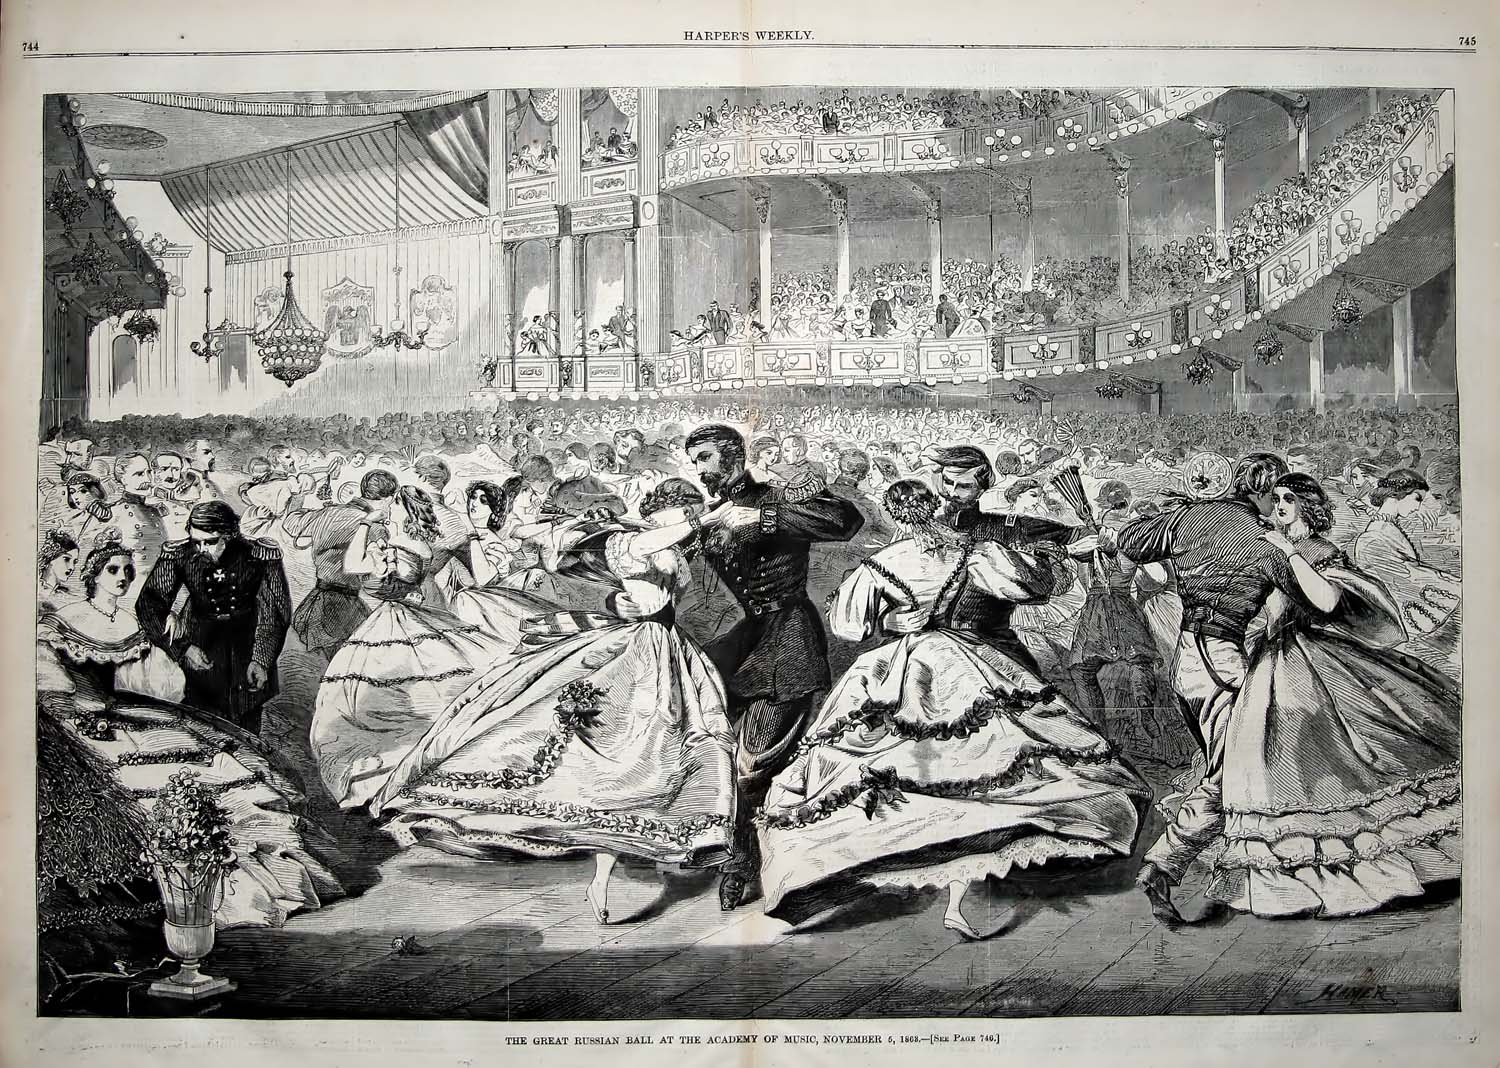 744
HARPER'S WEEKLY.
745
HOMER
THE GREAT RUSSIAN BALL AT THE ACADEMY OF MUSIC, NOVEMBER 5, 1863.—[SEE PAGE 746.]